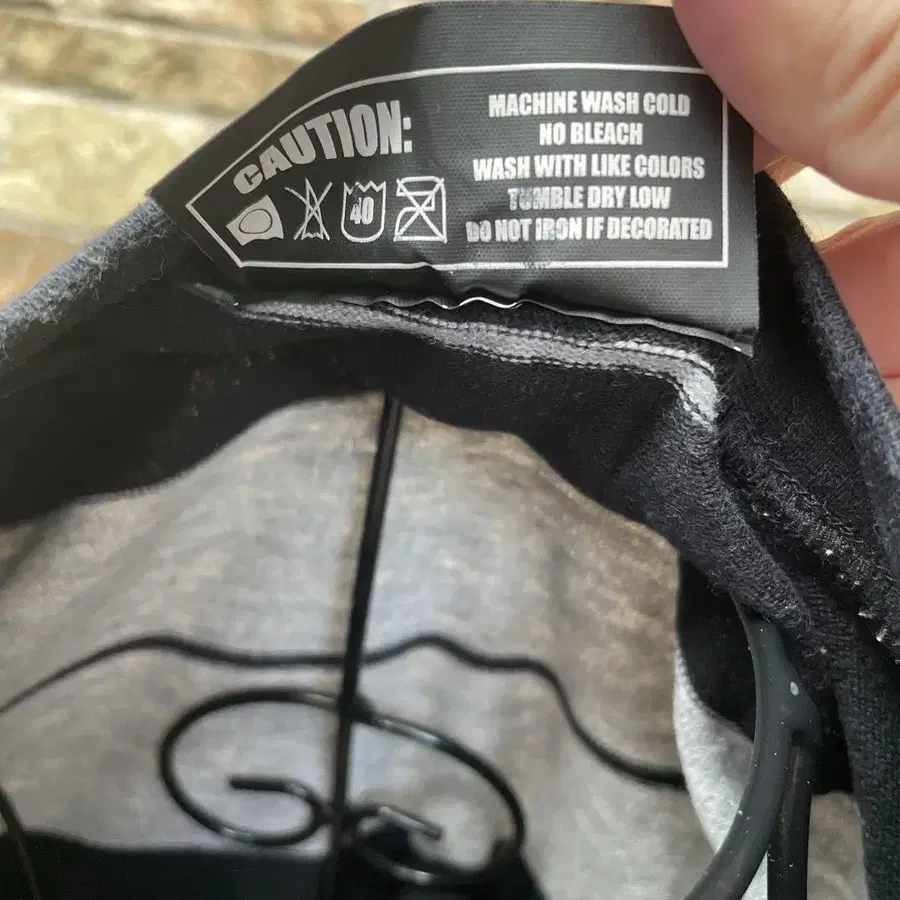 CAUTION:
40
MACHINE WASH COLD
NO BLEACH
WASH WITH LIKE COLORS
TUMBLE DRY LOW
DO NOT IRON IF DECORATED